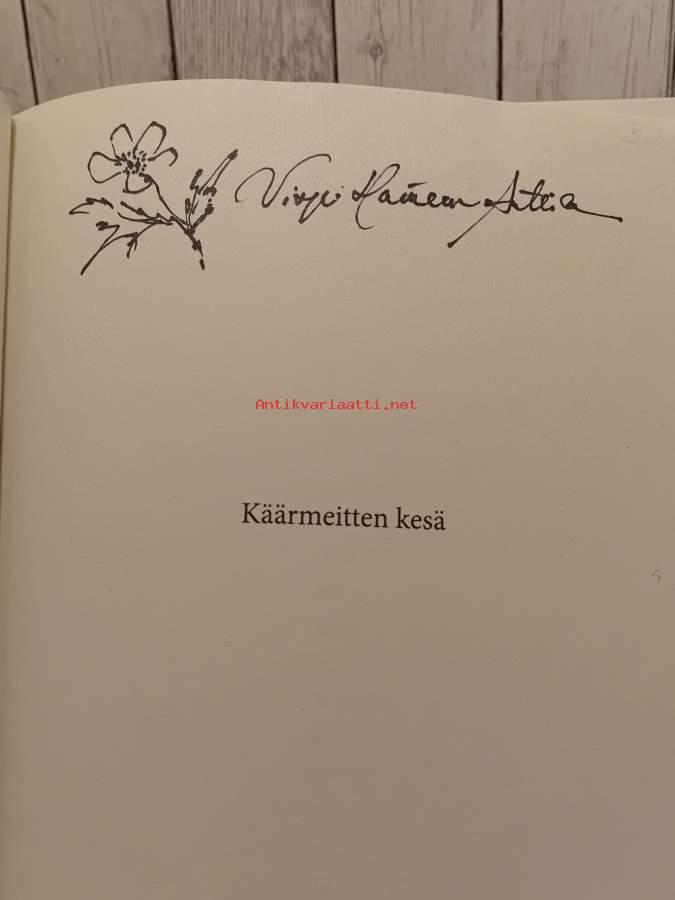 Virpi Hämeen-Anttila
Antikvariaatti.net
Käärmeitten kesä